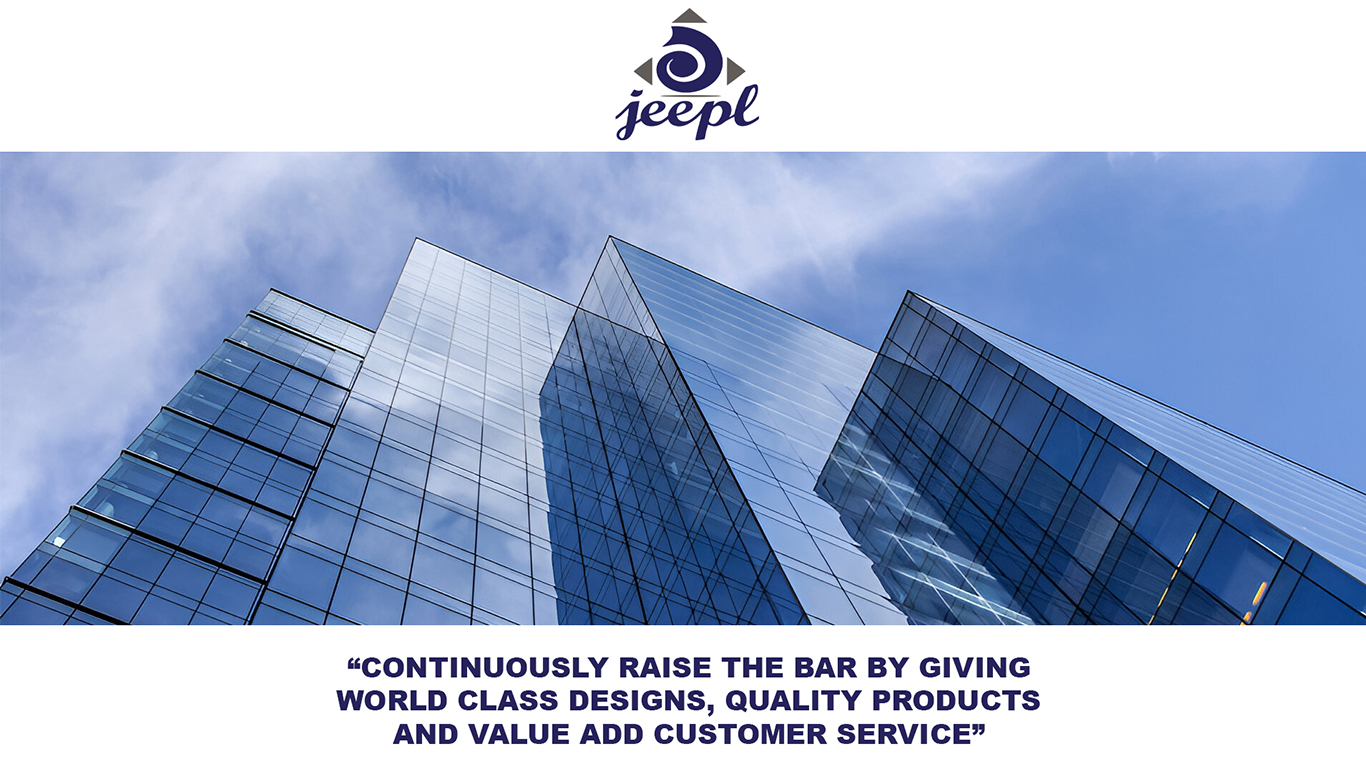 jeepl
“CONTINUOUSLY RAISE THE BAR BY GIVING
WORLD CLASS DESIGNS, QUALITY PRODUCTS
AND VALUE ADD CUSTOMER SERVICE”